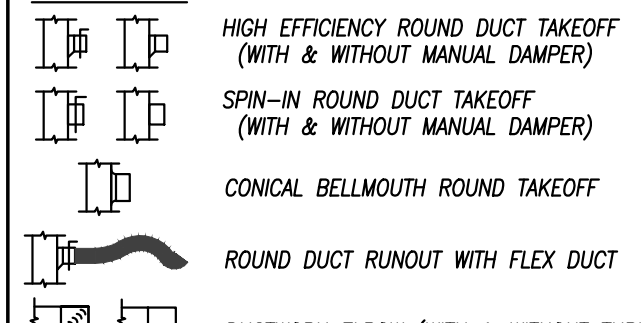 HIGH EFFICIENCY ROUND DUCT TAKEOFF
(WITH & WITHOUT MANUAL DAMPER)
SPIN-IN ROUND DUCT TAKEOFF
(WITH & WITHOUT MANUAL DAMPER)
CONICAL BELLMOUTH ROUND TAKEOFF
ROUND DUCT RUNOUT WITH FLEX DUCT